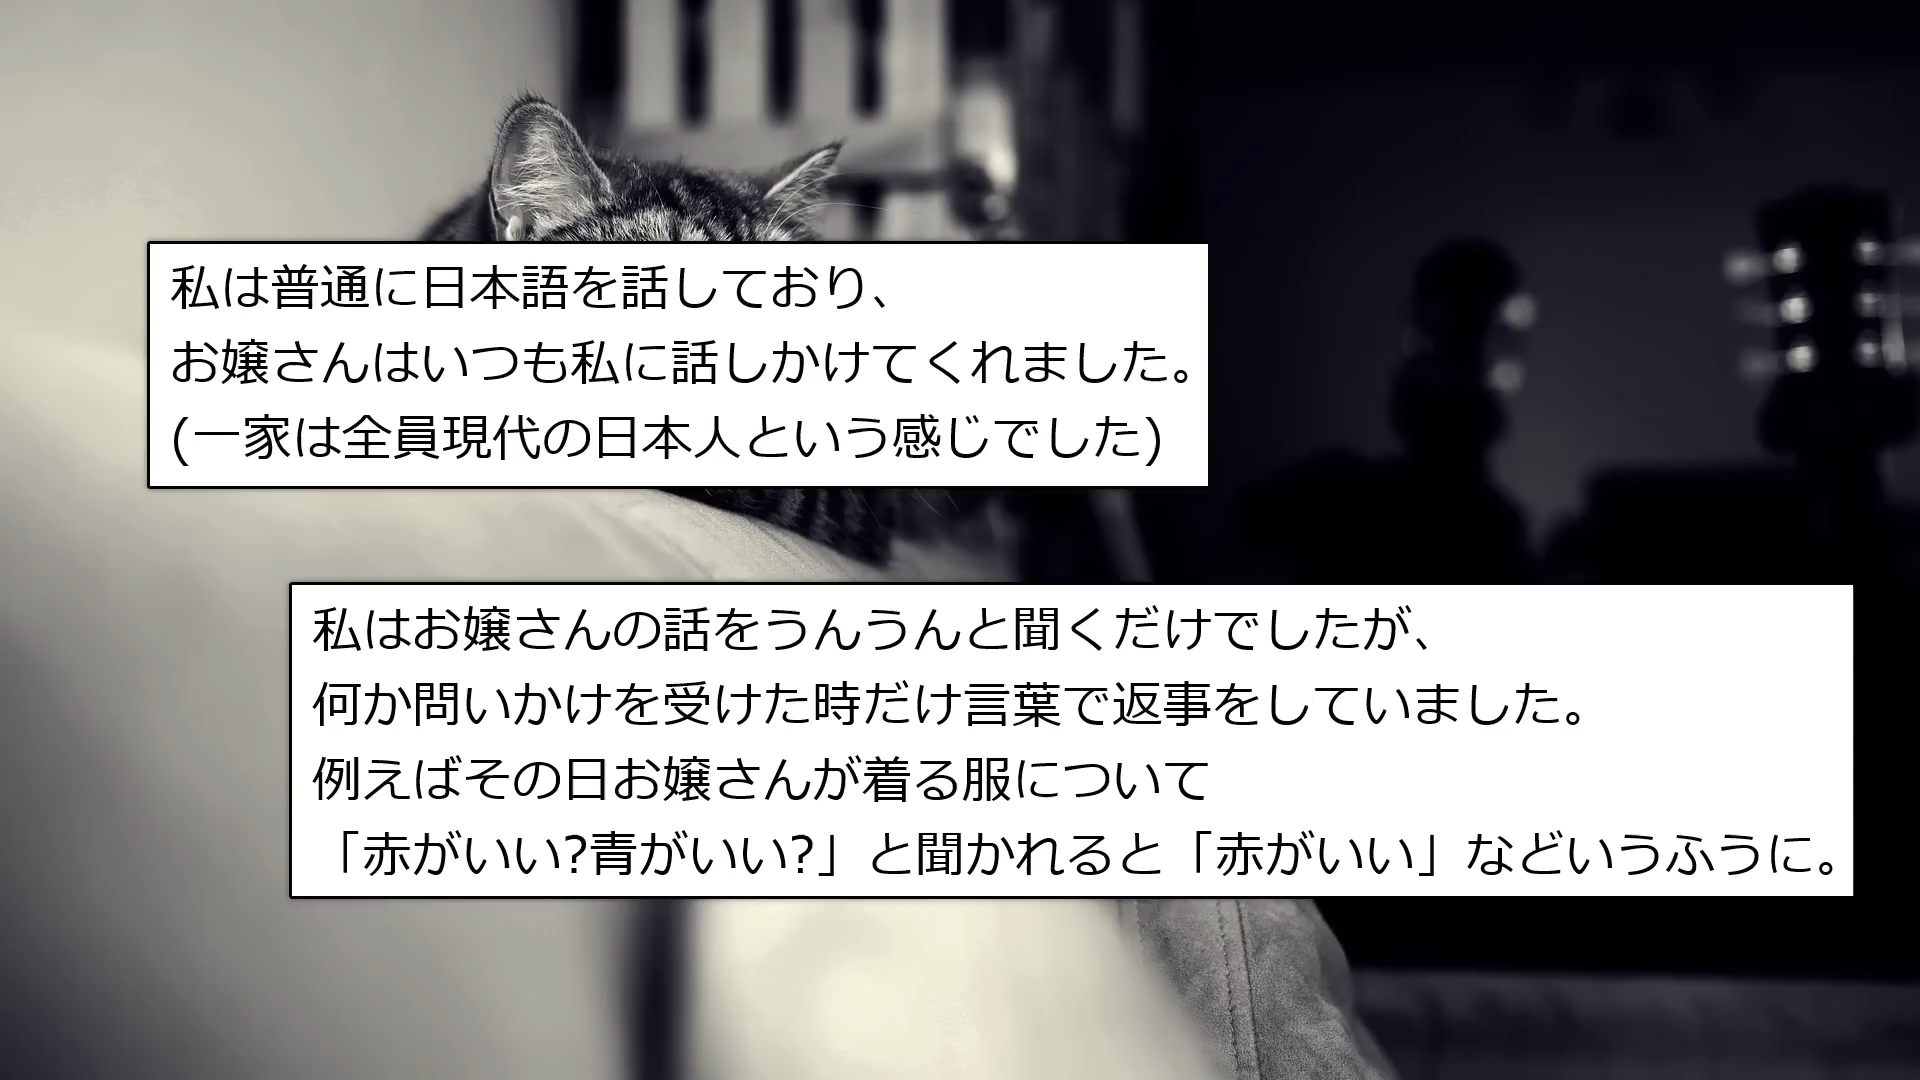 私は普通に日本語を話しており、
お嬢さんはいつも私に話しかけてくれました。
(一家は全員現代の日本人という感じでした)
私はお嬢さんの話をうんうんと聞くだけでしたが、
何か問いかけを受けた時だけ言葉で返事をしていました。
例えばその日お嬢さんが着る服について
「赤がいい?青がいい?」と聞かれると「赤がいい」などいうふうに。